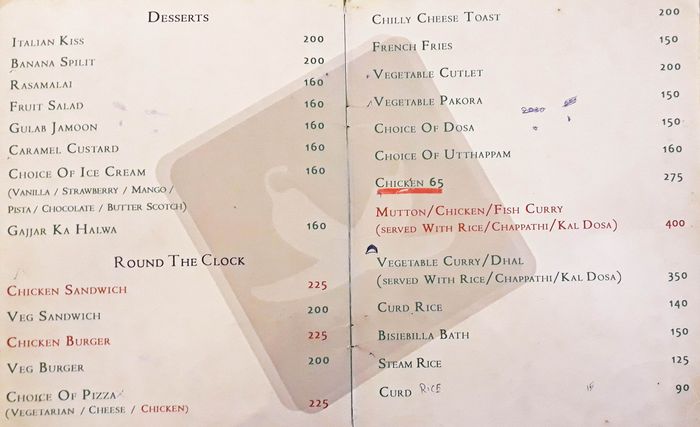 Desserts
Italian Kiss 200
Banana Spilit 200
Rasamalai 160
Fruit Salad 160
Gulab Jamoon 160
Caramel Custard 160
Choice Of Ice Cream 160
(Vanilla / Strawberry / Mango /
Pista / Chocolate / Butter Scotch)
Gajjar Ka Halwa 160
Round The Clock
Chicken Sandwich 225
Veg Sandwich 200
Chicken Burger 225
Veg Burger 200
Choice Of Pizza
(Vegetarian / Cheese / Chicken) 225
Chilly Cheese Toast 200
French Fries 150
Vegetable Cutlet 200
Vegetable Pakora 150
Choice Of Dosa 150
Choice Of Utthappam 160
Chicken 65 275
Mutton/Chicken/Fish Curry
(served With Rice/Chappathi/Kal Dosa) 400
Vegetable Curry/Dhal
(served With Rice/Chappathi/Kal Dosa) 350
Curd Rice 140
Bisiebilla Bath 150
Steam Rice 125
Curd RICE 90